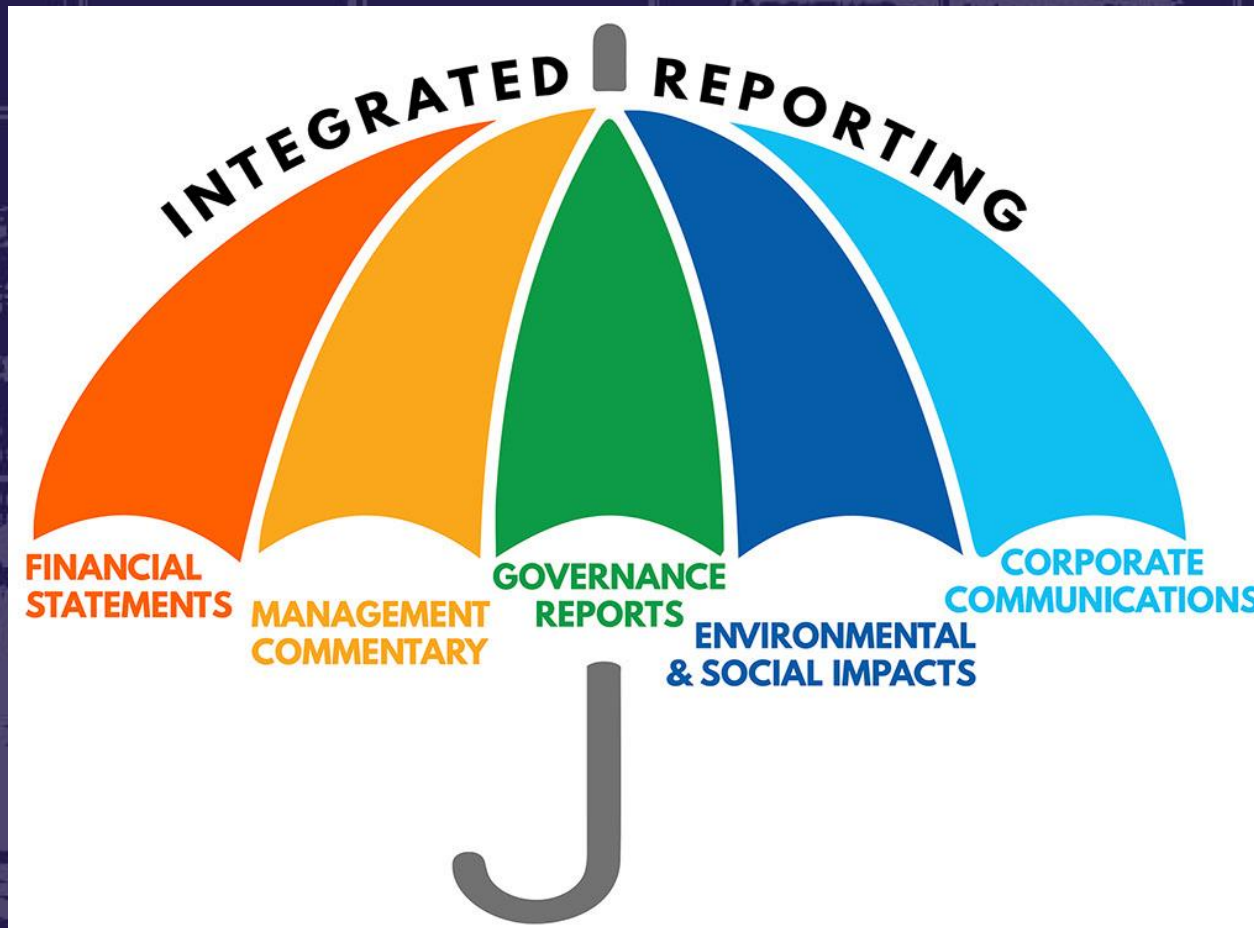 INTEGRATED REPORTING
FINANCIAL
STATEMENTS
MANAGEMENT
COMMENTARY
GOVERNANCE
REPORTS
ENVIRONMENTAL
& SOCIAL IMPACTS
CORPORATE
COMMUNICATIONS